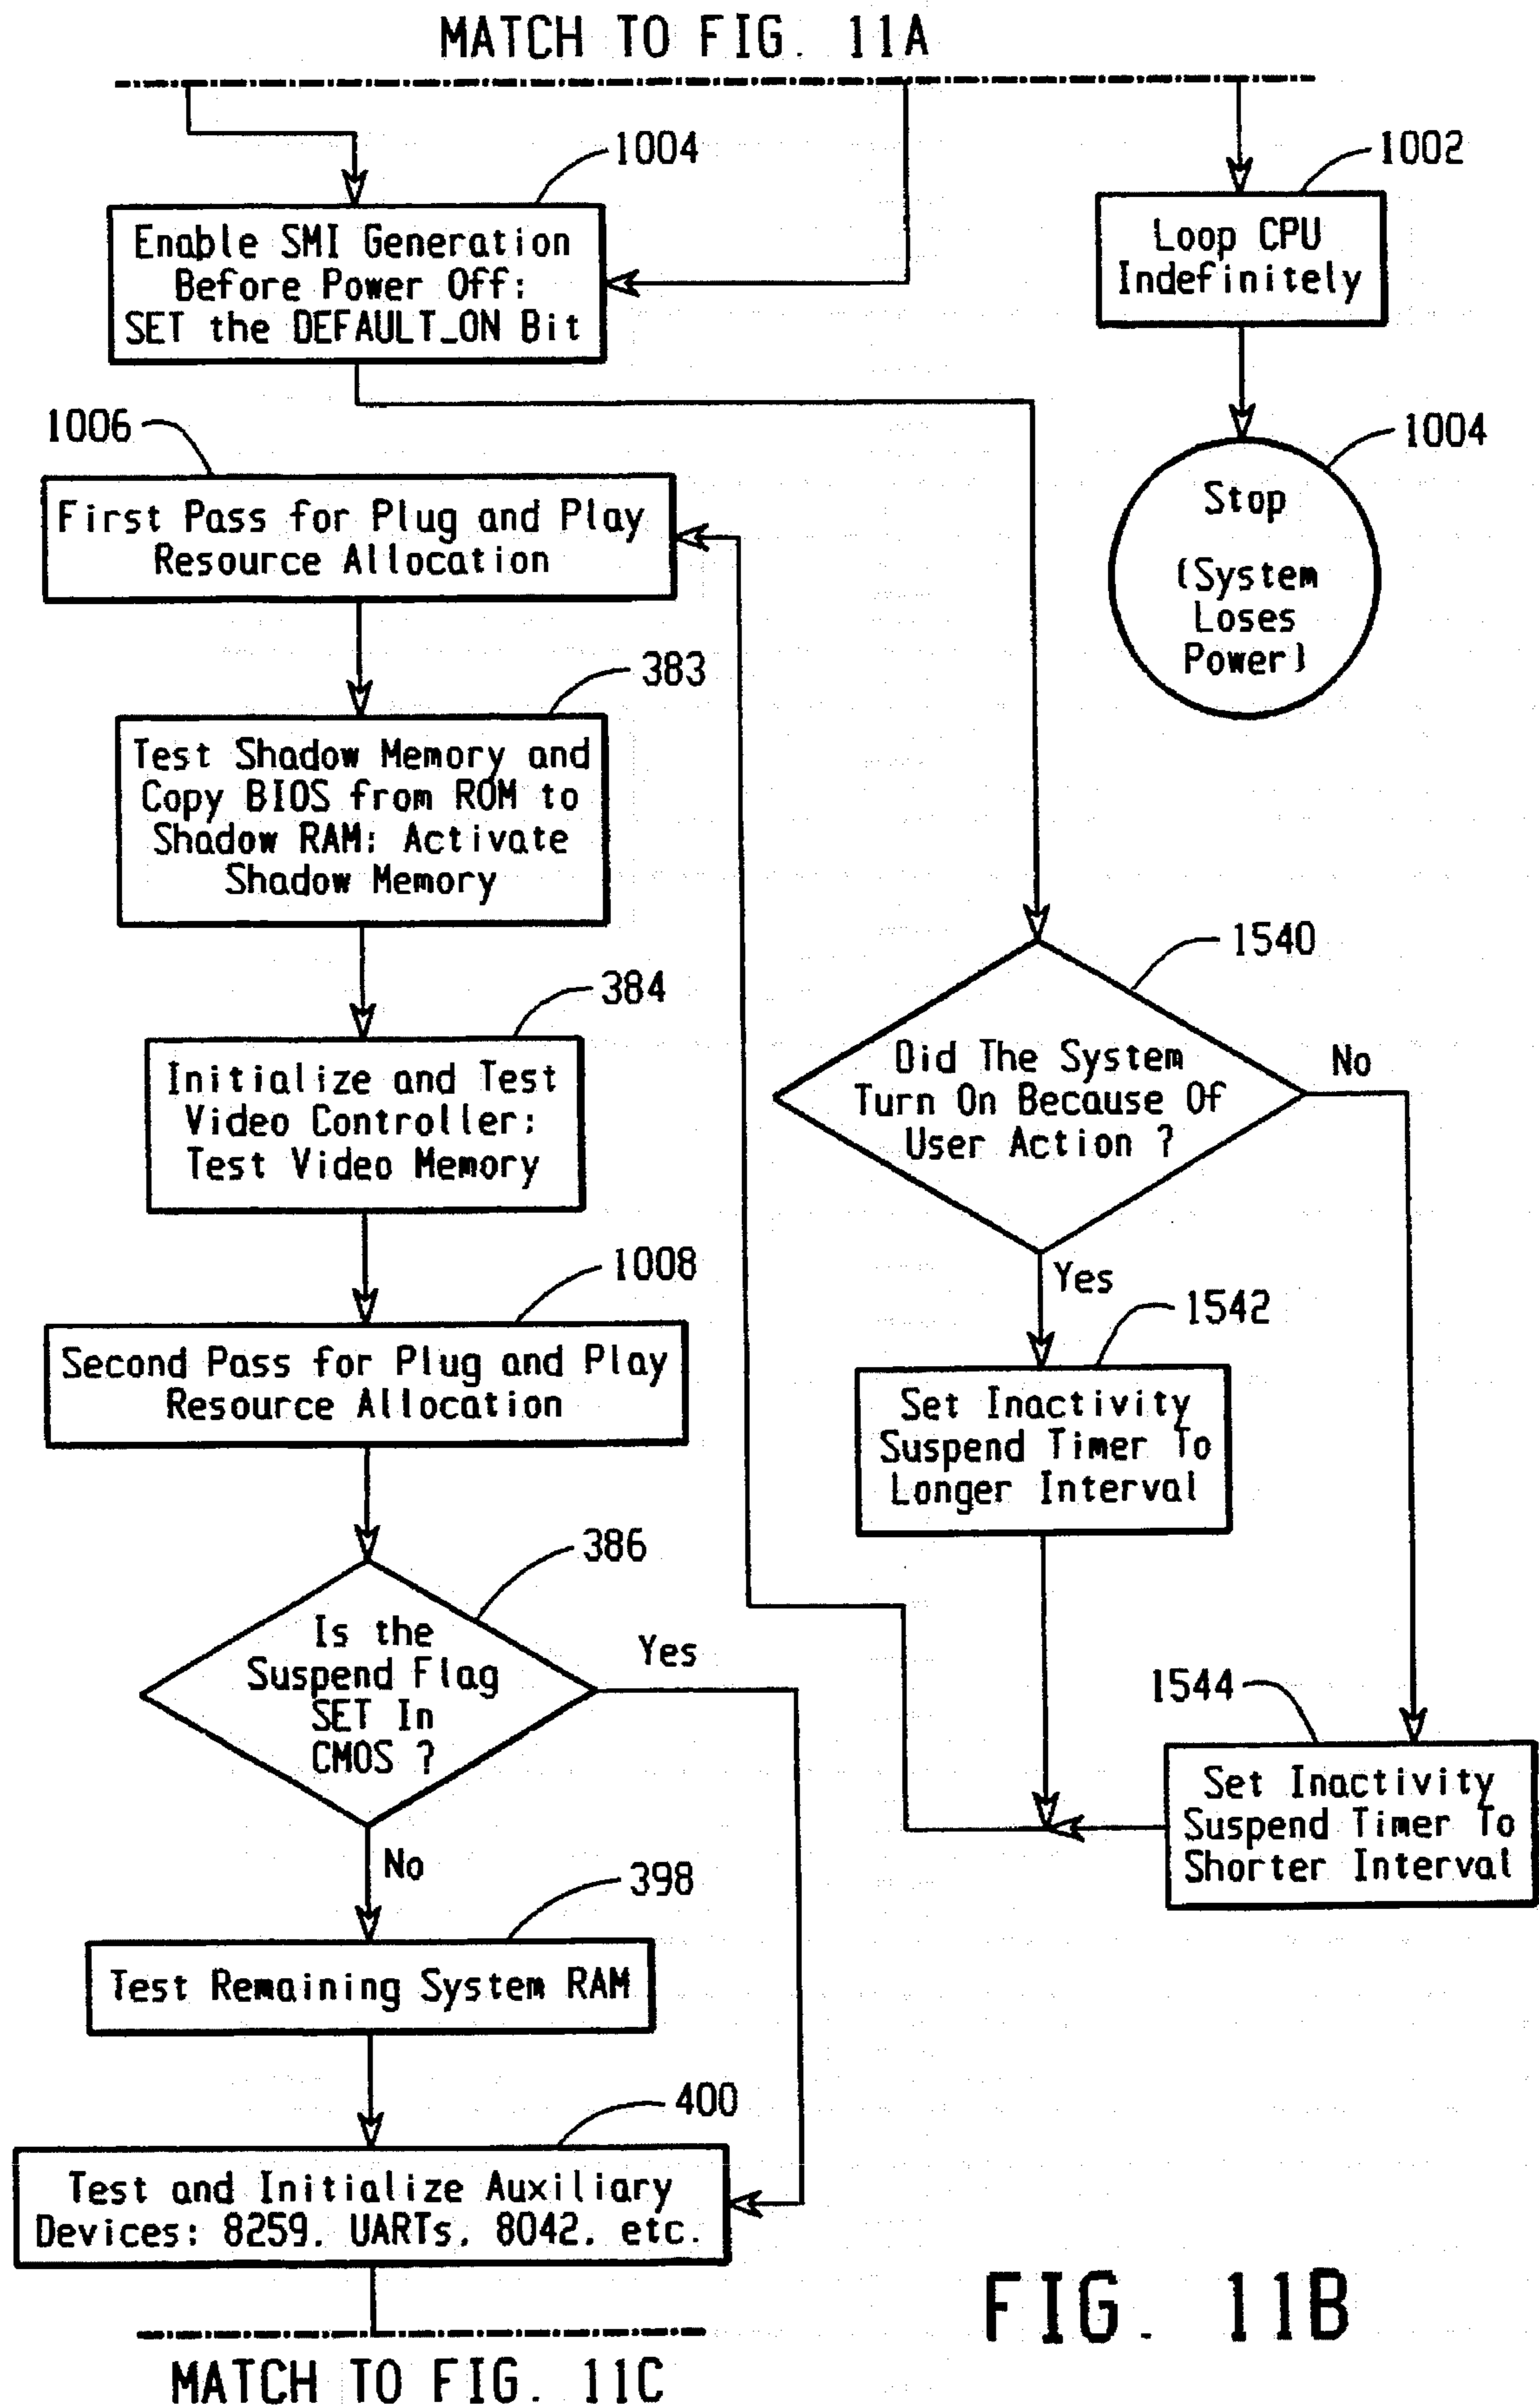 MATCH TO FIG. 11A
1004
Enable SMI Generation
Before Power Off;
SET the DEFAULT_ON Bit
1002
Loop CPU
Indefinitely
1004
Stop
(System
Loses
Power)
1006
First Pass for Plug and Play
Resource Allocation
383
Test Shadow Memory and
Copy BIOS from ROM to
Shadow RAM; Activate
Shadow Memory
384
Initialize and Test
Video Controller;
Test Video Memory
1008
Second Pass for Plug and Play
Resource Allocation
386
Is the
Suspend Flag
SET In
CMOS ?
Yes
No
398
Test Remaining System RAM
400
Test and Initialize Auxiliary
Devices: 8259, UARTs, 8042, etc.
1540
Did The System
Turn On Because Of
User Action ?
No
Yes
1542
Set Inactivity
Suspend Timer To
Longer Interval
1544
Set Inactivity
Suspend Timer To
Shorter Interval
FIG. 11B
MATCH TO FIG. 11C